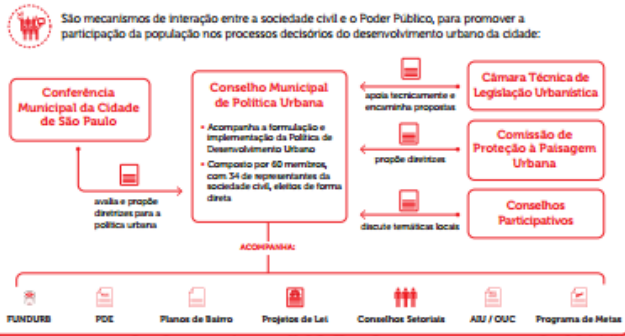 São mecanismos de interação entre a sociedade civil e o Poder Público, para promover a
participação da população nos processos decisórios do desenvolvimento urbano da cidade:
Conferência
Municipal da Cidade
de São Paulo
avalia e propõe
diretrizes para a
política urbana
Conselho Municipal
de Política Urbana
• Acompanha a formulação e
implementação da Política de
Desenvolvimento Urbano
• Composto por 60 membros,
com 34 de representantes da
sociedade civil, eleitos de forma
direta
apoia tecnicamente e
encaminha propostas
Câmara Técnica de
Legislação Urbanística
propõe diretrizes
Comissão de
Proteção à Paisagem
Urbana
discute temáticas locais
Conselhos
Participativos
ACOMPANHA:
FUNDURB
PDE
Planos de Bairro
Projetos de Lei
Conselhos Setoriais
AIU / OUC
Programa de Metas